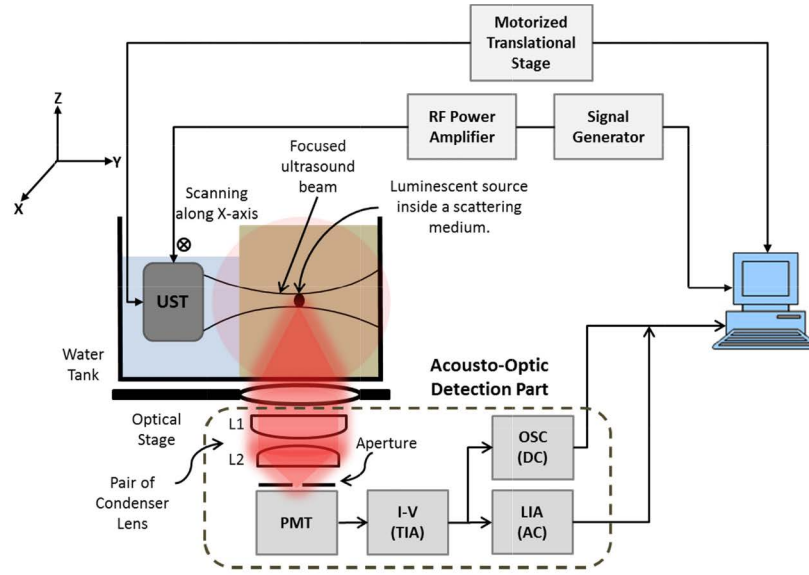 Motorized
Translational
Stage
RF Power
Amplifier
Signal
Generator
Z
Y
X
Focused
ultrasound
beam
Scanning
along X-axis
Luminescent source
inside a scattering
medium.
UST
Water
Tank
Acousto-Optic
Detection Part
Optical
Stage
L1
L2
Aperture
Pair of
Condenser
Lens
PMT
I-V
(TIA)
OSC
(DC)
LIA
(AC)